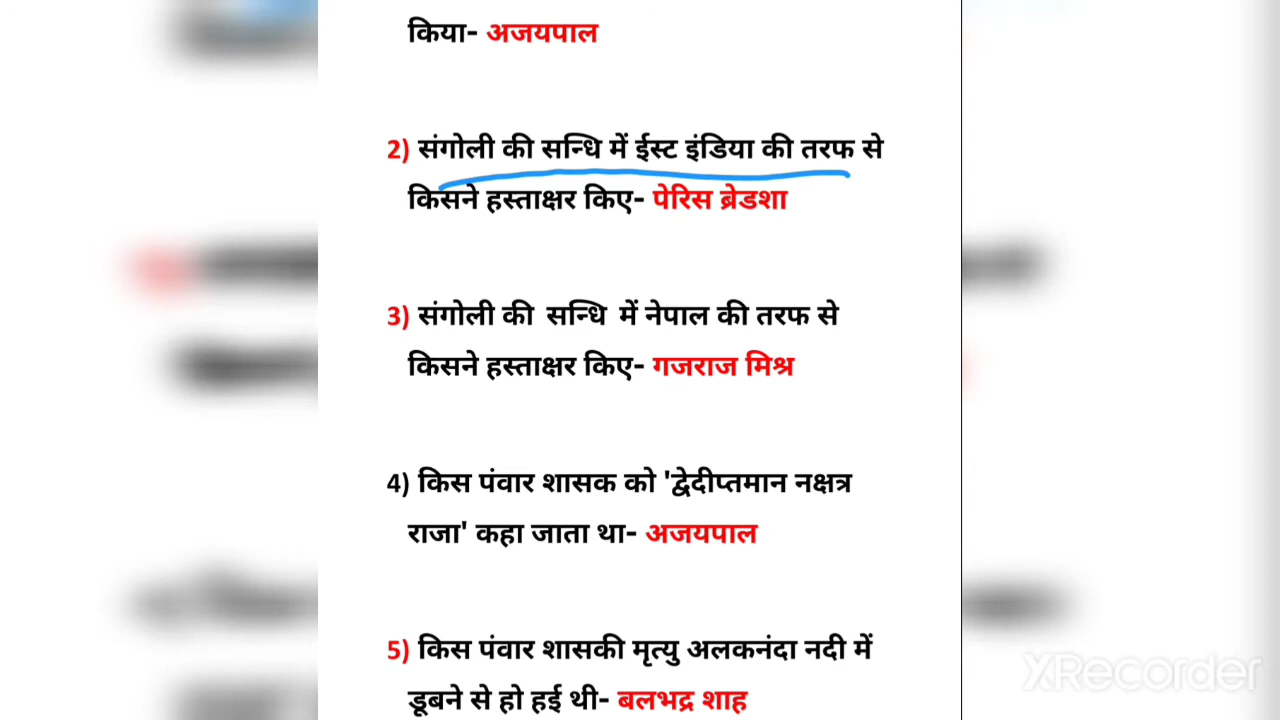 किया- अजयपाल
2) संगोली की सन्धि में ईस्ट इंडिया की तरफ से
किसने हस्ताक्षर किए- पेरिस ब्रेडशा
3) संगोली की सन्धि में नेपाल की तरफ से
किसने हस्ताक्षर किए- गजराज मिश्र
4) किस पंवार शासक को 'द्वेदीप्तमान नक्षत्र
राजा' कहा जाता था- अजयपाल
5) किस पंवार शासकी मृत्यु अलकनंदा नदी में
डूबने से हो हई थी- बलभद्र शाह
XRecorder